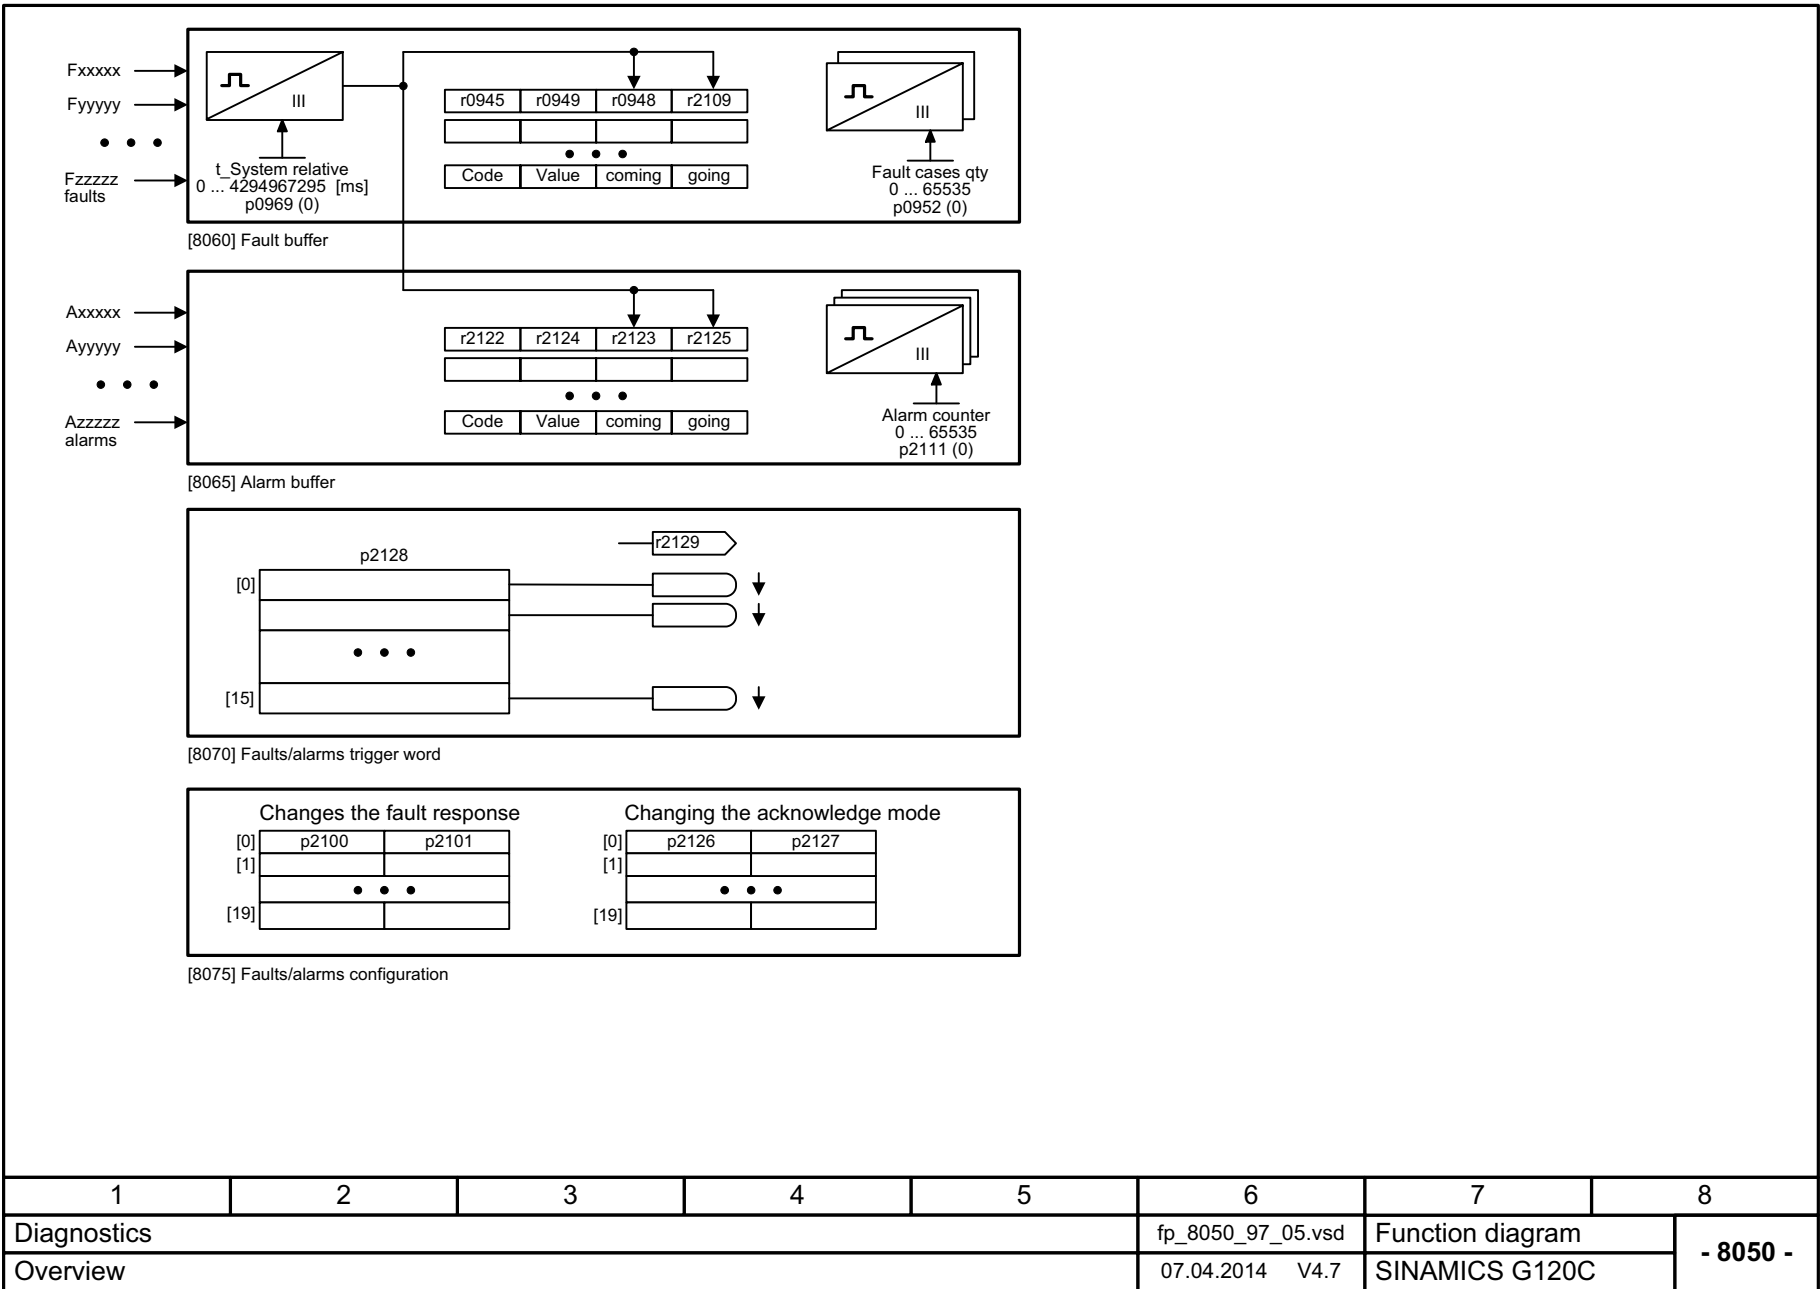 Fxxxxx
Fyyyyy
Fzzzzz
faults
III
t_System relative
0 ... 4294967295 [ms]
p0969 (0)
r0945 r0949 r0948 r2109
Code Value coming going
III
Fault cases qty
0 ... 65535
p0952 (0)
[8060] Fault buffer
Axxxxx
Ayyyyy
Azzzzz
alarms
r2122 r2124 r2123 r2125
Code Value coming going
III
Alarm counter
0 ... 65535
p2111 (0)
[8065] Alarm buffer
p2128
r2129
[0]
[15]
[8070] Faults/alarms trigger word
Changes the fault response
[0] p2100 p2101
[1]
[19]
Changing the acknowledge mode
[0] p2126 p2127
[1]
[19]
[8075] Faults/alarms configuration
1 2 3 4 5 6 7 8
Diagnostics fp_8050_97_05.vsd Function diagram
- 8050 -
Overview 07.04.2014 V4.7 SINAMICS G120C